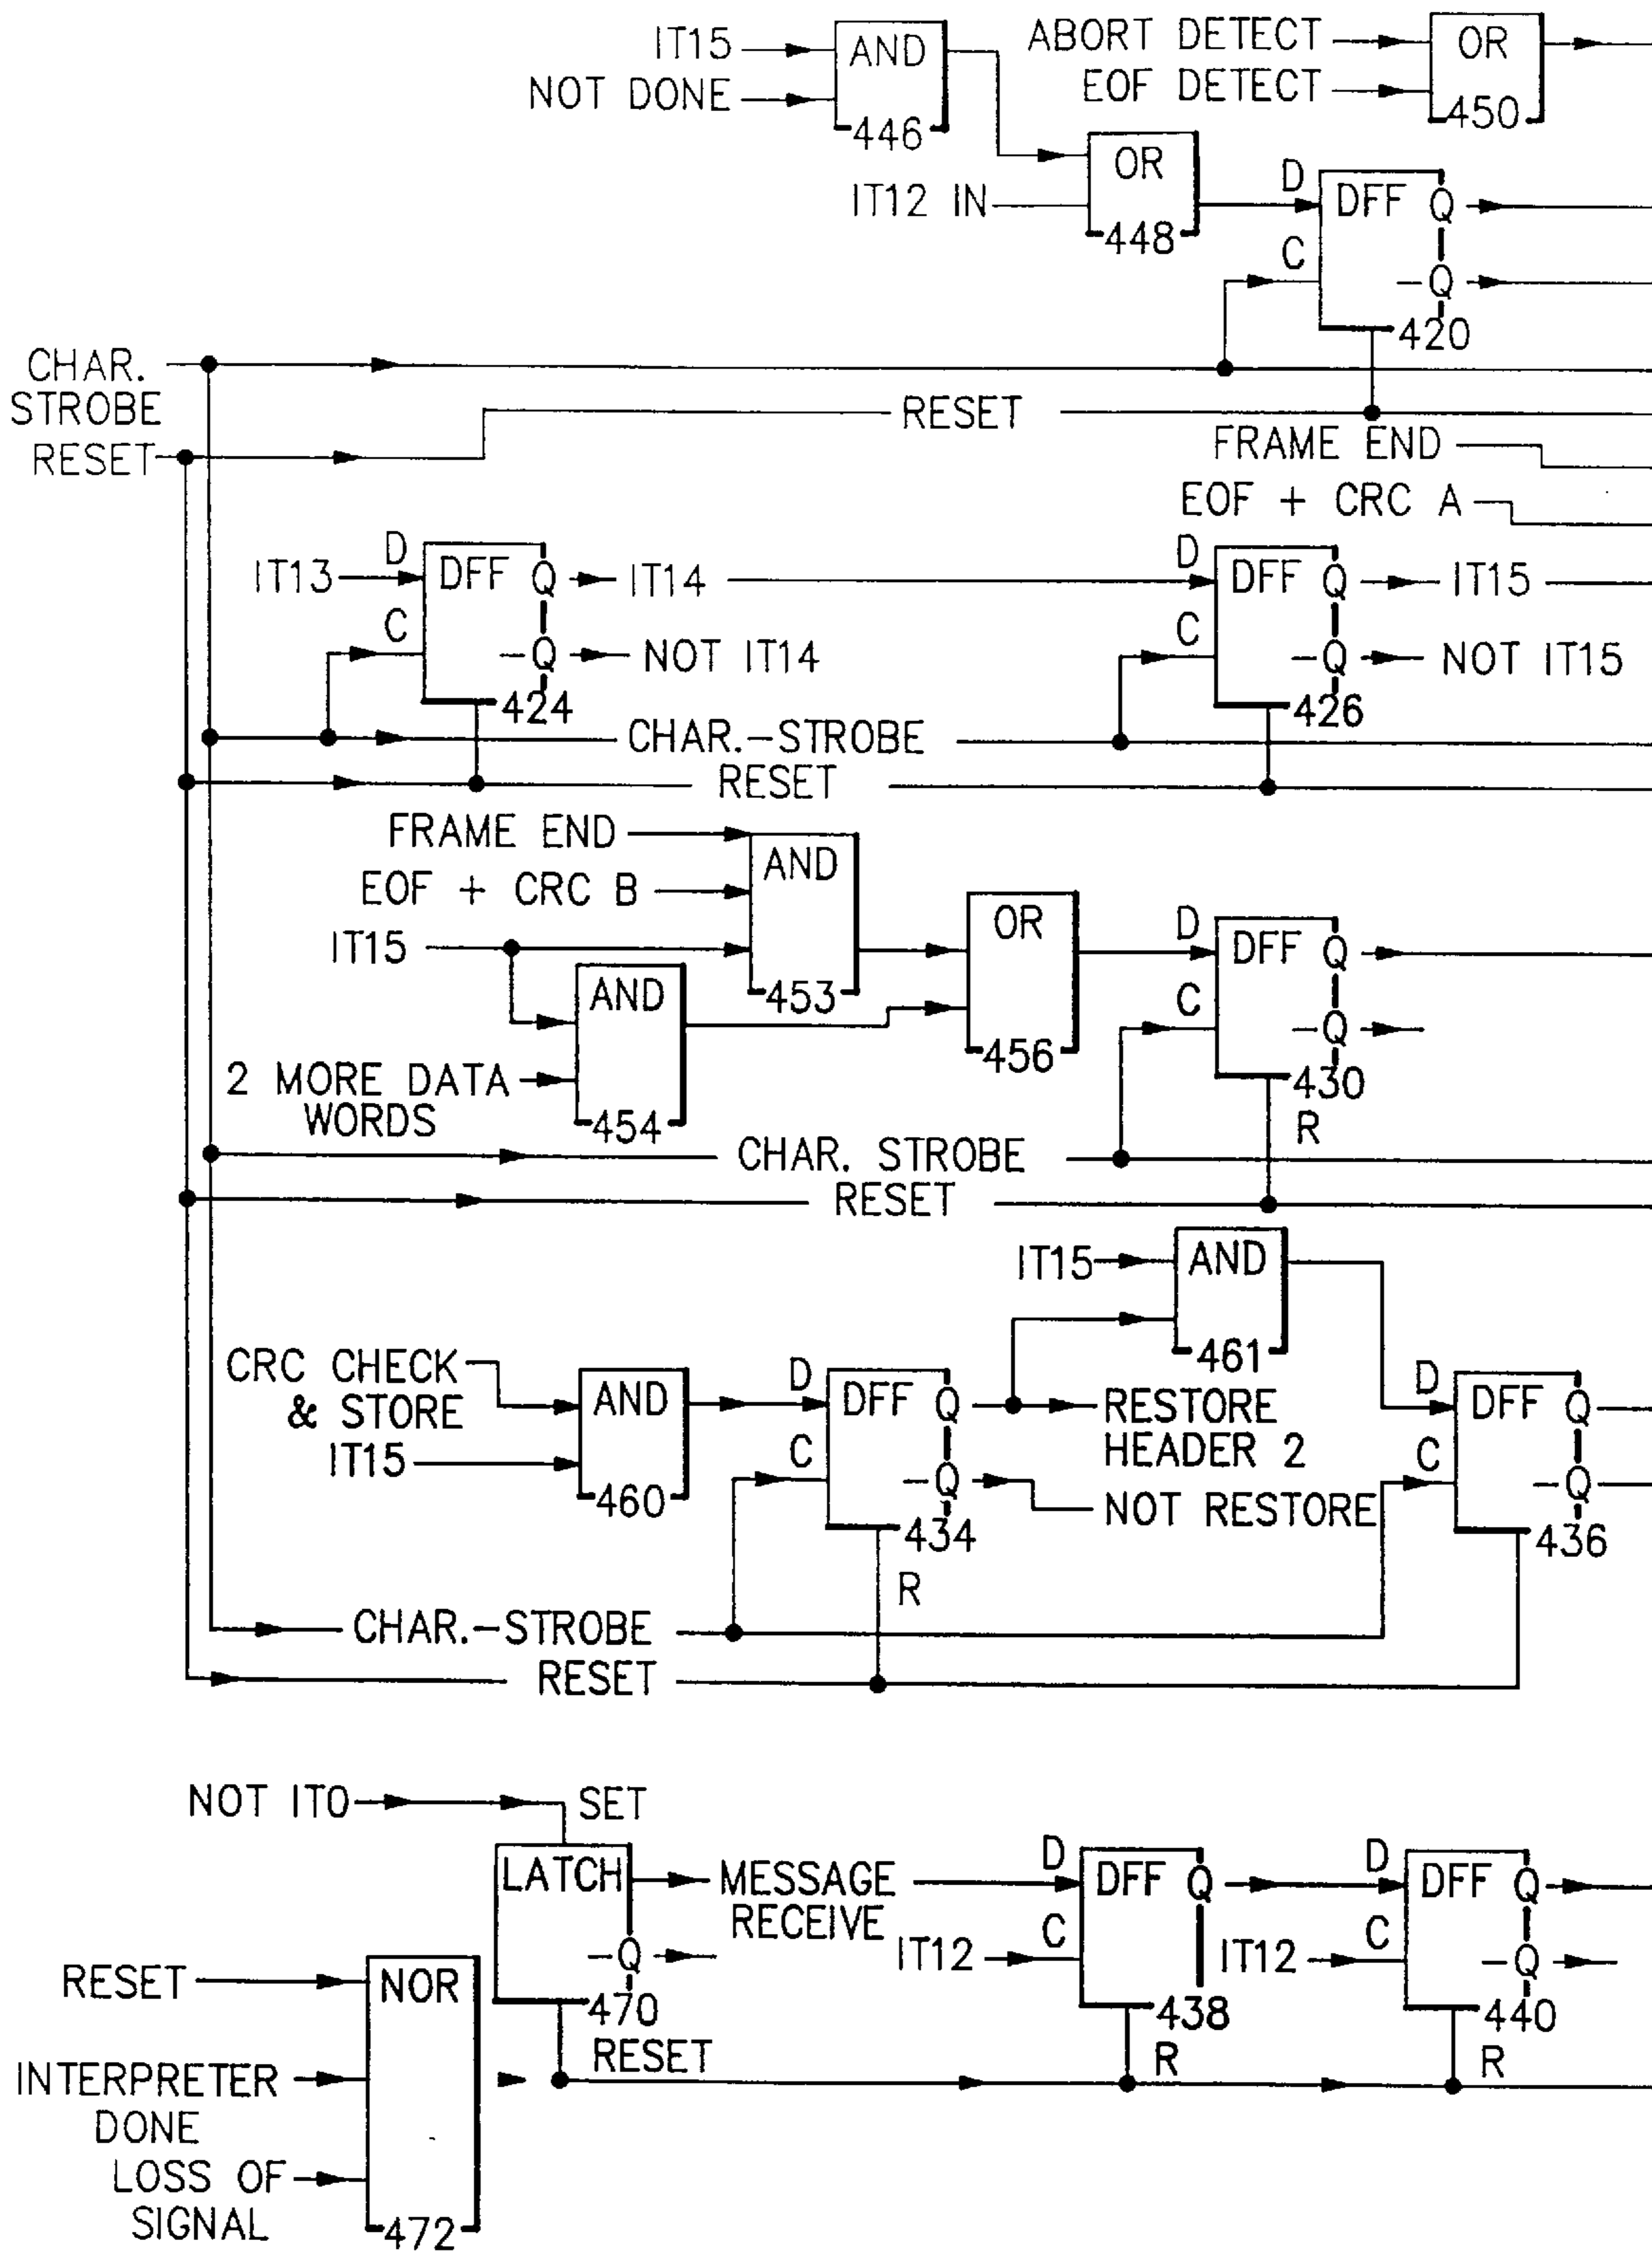 IT15
NOT DONE
AND
446
ABORT DETECT
EOF DETECT
OR
450
IT12 IN
OR
448
D
C
DFF
Q
-Q
420
CHAR.
STROBE
RESET
RESET
FRAME END
EOF + CRC A
IT13
D
C
DFF
Q
-Q
424
IT14
NOT IT14
D
C
DFF
Q
-Q
426
IT15
NOT IT15
CHAR.-STROBE
RESET
FRAME END
EOF + CRC B
IT15
AND
453
AND
454
2 MORE DATA
WORDS
OR
456
D
C
DFF
Q
-Q
430
R
CHAR. STROBE
RESET
IT15
AND
461
CRC CHECK
& STORE
IT15
AND
460
D
C
DFF
Q
-Q
434
R
RESTORE
HEADER 2
NOT RESTORE
D
C
DFF
Q
-Q
436
CHAR.-STROBE
RESET
NOT IT0
SET
LATCH
-Q
470
RESET
MESSAGE
RECEIVE
IT12
D
C
DFF
Q
438
R
IT12
D
C
DFF
Q
-Q
440
R
RESET
INTERPRETER
DONE
LOSS OF
SIGNAL
NOR
472